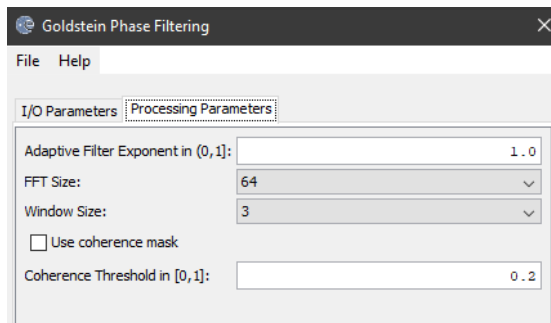 Goldstein Phase Filtering
File Help
I/O Parameters Processing Parameters
Adaptive Filter Exponent in (0,1]: 1.0
FFT Size: 64
Window Size: 3
Use coherence mask
Coherence Threshold in [0,1]: 0.2